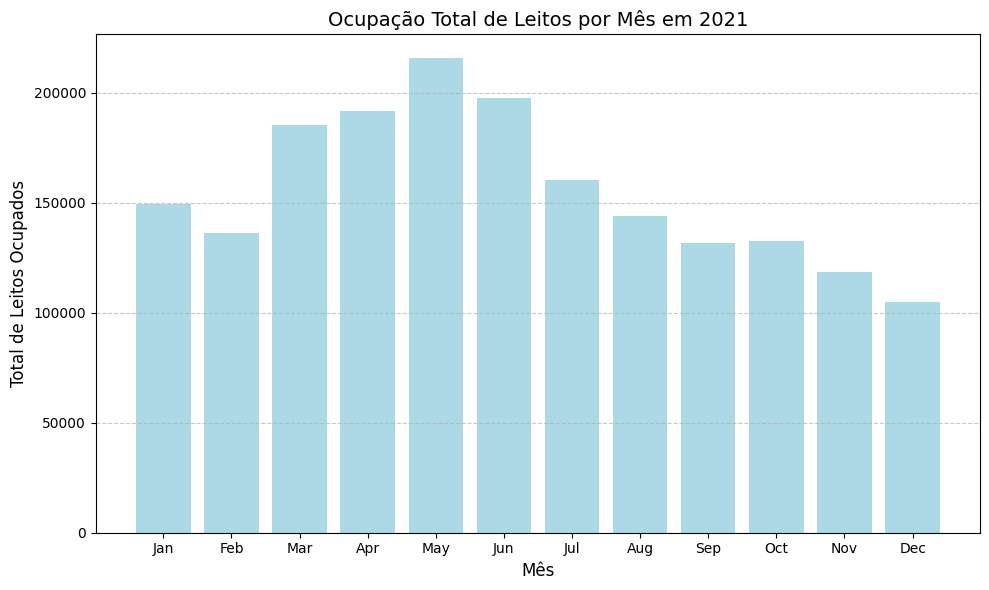 Ocupação Total de Leitos por Mês em 2021
Total de Leitos Ocupados
200000
150000
100000
50000
0
Jan Feb Mar Apr May Jun Jul Aug Sep Oct Nov Dec
Mês